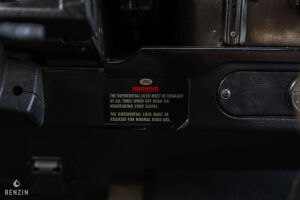 WARNING
THE DIFFERENTIAL LOCK MUST BE ENGAGED
AT ALL TIMES WHEN OFF ROAD OR
NEGOTIATING STEEP SLOPES.
THE DIFFERENTIAL LOCK MUST BE
RELEASED FOR NORMAL ROAD USE.
BENZIN